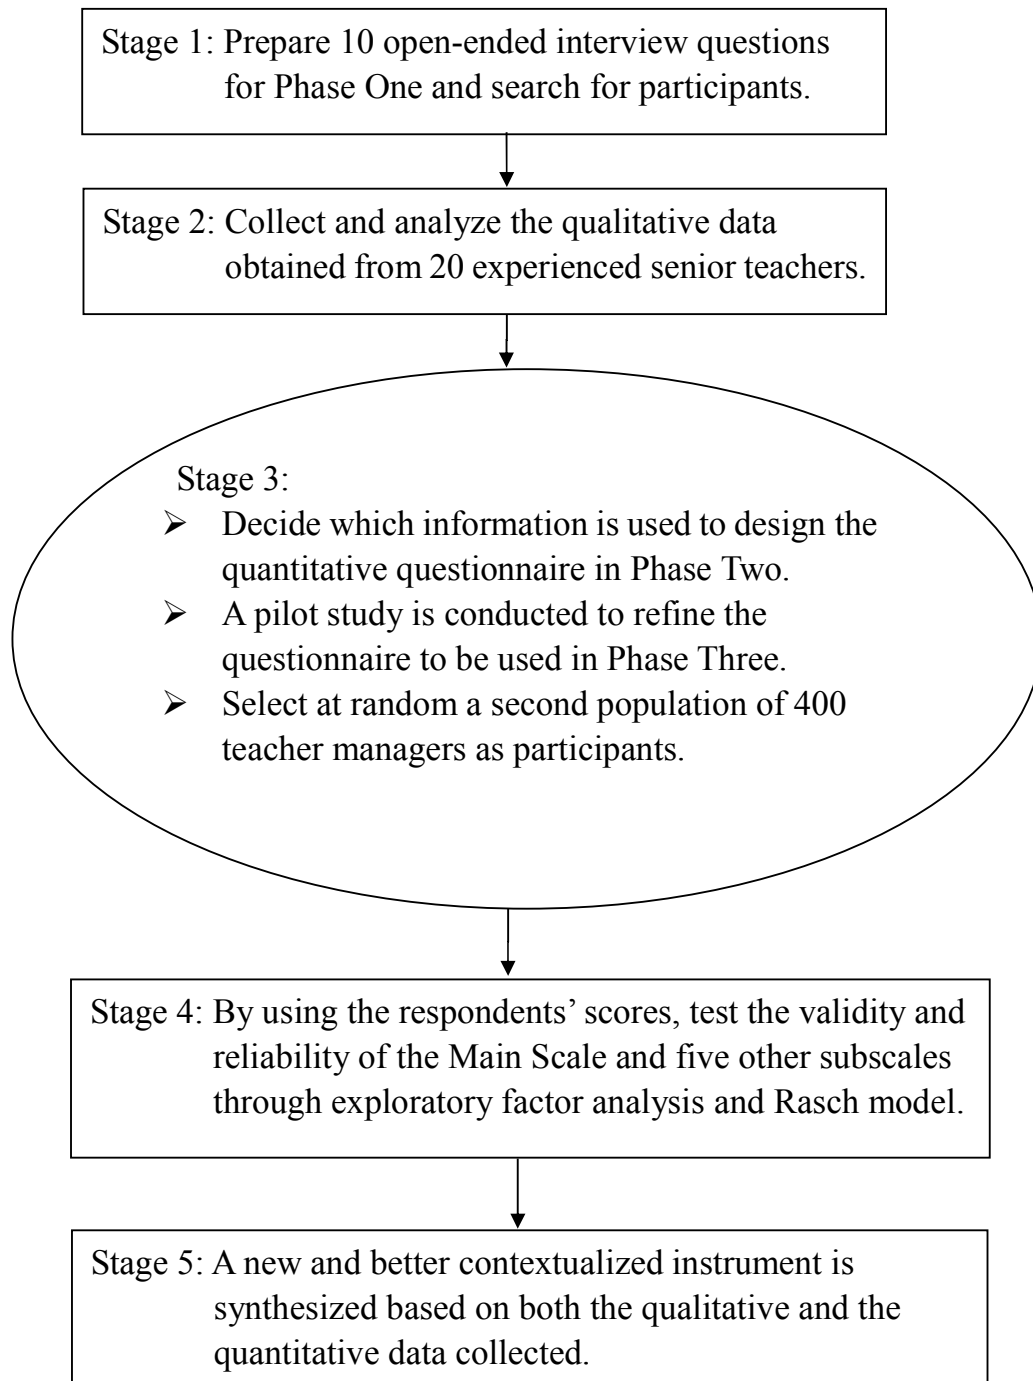 Stage 1: Prepare 10 open-ended interview questions
for Phase One and search for participants.
Stage 2: Collect and analyze the qualitative data
obtained from 20 experienced senior teachers.
Stage 3:
➢ Decide which information is used to design the
quantitative questionnaire in Phase Two.
➢ A pilot study is conducted to refine the
questionnaire to be used in Phase Three.
➢ Select at random a second population of 400
teacher managers as participants.
Stage 4: By using the respondents’ scores, test the validity and
reliability of the Main Scale and five other subscales
through exploratory factor analysis and Rasch model.
Stage 5: A new and better contextualized instrument is
synthesized based on both the qualitative and the
quantitative data collected.